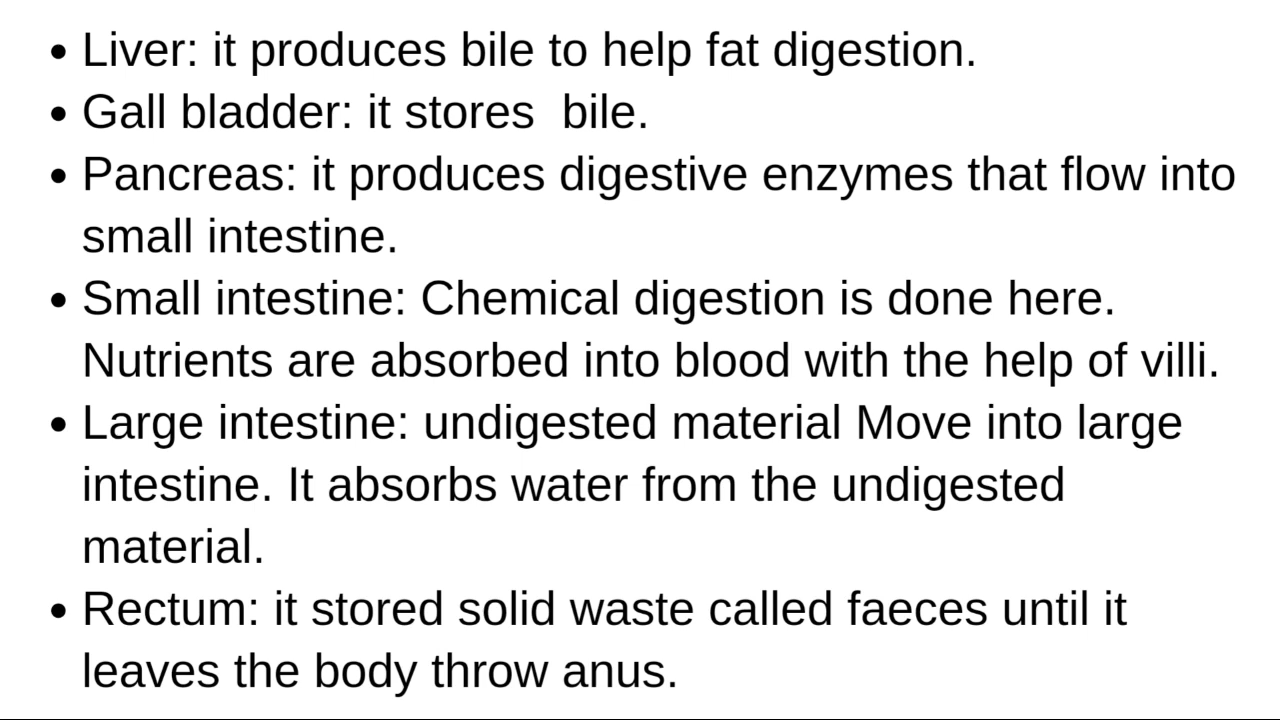 • Liver: it produces bile to help fat digestion.
• Gall bladder: it stores  bile.
• Pancreas: it produces digestive enzymes that flow into
small intestine.
• Small intestine: Chemical digestion is done here.
Nutrients are absorbed into blood with the help of villi.
• Large intestine: undigested material Move into large
intestine. It absorbs water from the undigested
material.
• Rectum: it stored solid waste called faeces until it
leaves the body throw anus.